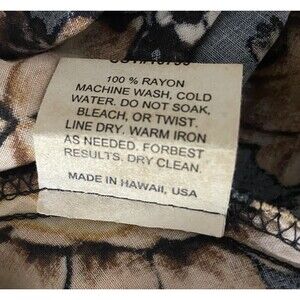 100 % RAYON
MACHINE WASH, COLD
WATER. DO NOT SOAK,
BLEACH, OR TWIST.
LINE DRY. WARM IRON
AS NEEDED. FORBEST
RESULTS, DRY CLEAN.
MADE IN HAWAII, USA